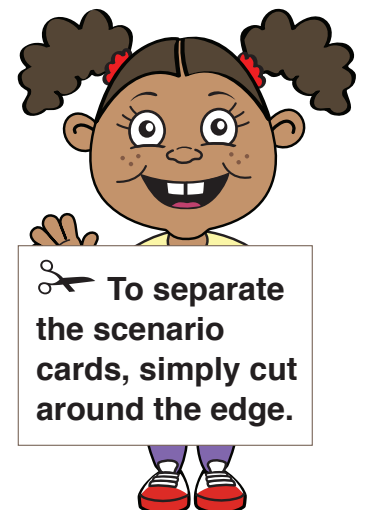 To separate
the scenario
cards, simply cut
around the edge.